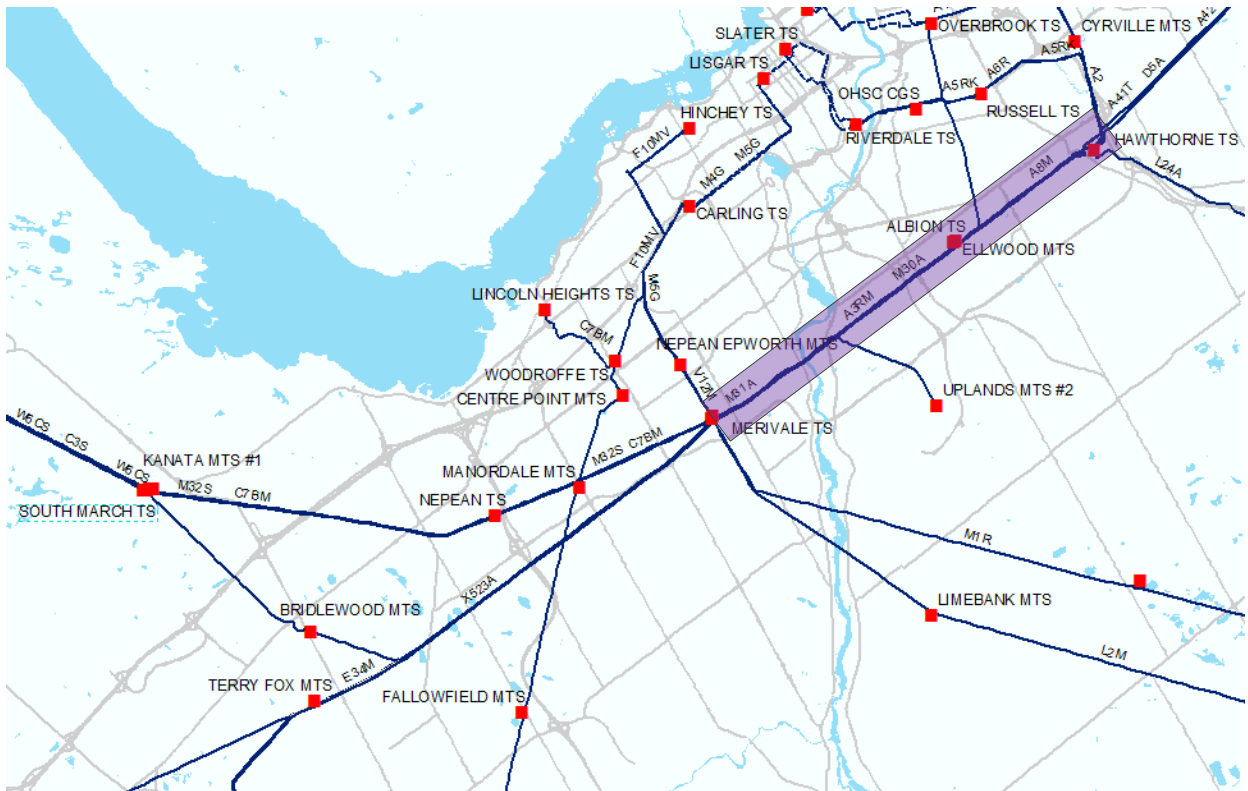 SLATER TS
OVERBROOK TS
CYRVILLE MTS
A42
LISGAR TS
A5RK
A6R
A2
D5A
OHSC CGS
A5RK
HINCHEY TS
RUSSELL TS
A41T
RIVERDALE TS
HAWTHORNE TS
F10MV
M5G
M4G
A8M
L24A
CARLING TS
ALBION TS
ELLWOOD MTS
F10MV
M30A
LINCOLN HEIGHTS TS
M5G
A3RM
C7BM
NEPEAN EPWORTH MTS
WOODROFFE TS
V12M
M31A
CENTRE POINT MTS
UPLANDS MTS #2
MERIVALE TS
W6CS
C3S
KANATA MTS #1
M32S
C7BM
W6CS
M32S
C7BM
MANORDALE MTS
NEPEAN TS
SOUTH MARCH TS
M1R
X523A
BRIDLEWOOD MTS
LIMEBANK MTS
L2M
E34M
TERRY FOX MTS
FALLOWFIELD MTS